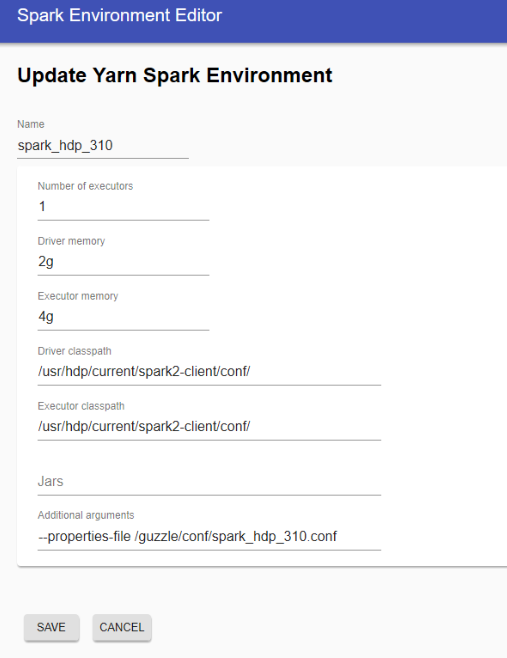 Spark Environment Editor
Update Yarn Spark Environment
Name
spark_hdp_310
Number of executors
1
Driver memory
2g
Executor memory
4g
Driver classpath
/usr/hdp/current/spark2-client/conf/
Executor classpath
/usr/hdp/current/spark2-client/conf/
Jars
Additional arguments
--properties-file /guzzle/conf/spark_hdp_310.conf
SAVE CANCEL